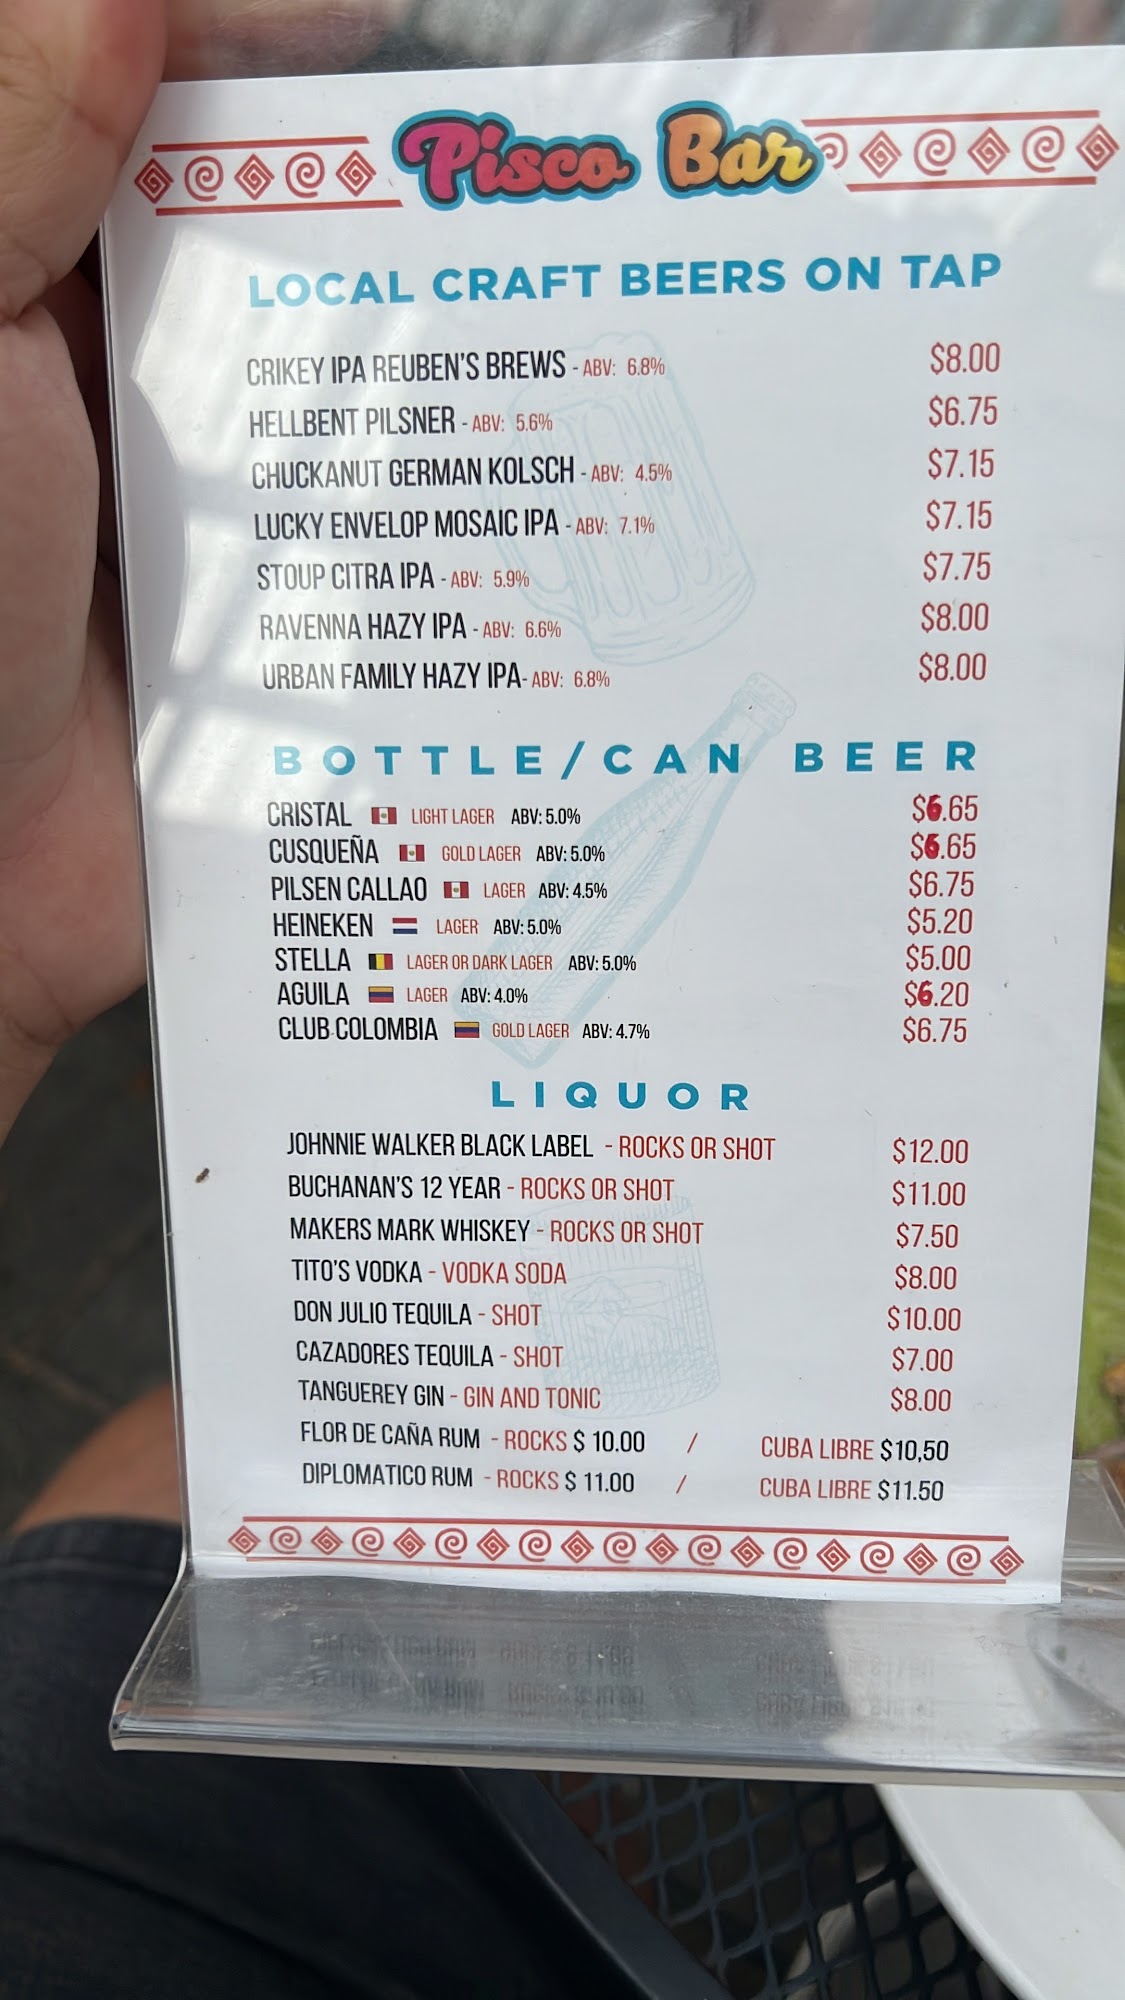 Pisco Bar
LOCAL CRAFT BEERS ON TAP
CRIKEY IPA REUBEN'S BREWS - ABV: 6.8% $8.00
HELLBENT PILSNER - ABV: 5.6% $6.75
CHUCKANUT GERMAN KOLSCH - ABV: 4.5% $7.15
LUCKY ENVELOP MOSAIC IPA - ABV: 7.1% $7.15
STOUP CITRA IPA - ABV: 5.9% $7.75
RAVENNA HAZY IPA - ABV: 6.6% $8.00
URBAN FAMILY HAZY IPA- ABV: 6.8% $8.00
BOTTLE/CAN BEER
CRISTAL LIGHT LAGER ABV: 5.0% $6.65
CUSQUEÑA GOLD LAGER ABV: 5.0% $6.65
PILSEN CALLAO LAGER ABV: 4.5% $6.75
HEINEKEN LAGER ABV: 5.0% $5.20
STELLA LAGER OR DARK LAGER ABV: 5.0% $5.00
AGUILA LAGER ABV: 4.0% $6.20
CLUB COLOMBIA GOLD LAGER ABV: 4.7% $6.75
LIQUOR
JOHNNIE WALKER BLACK LABEL - ROCKS OR SHOT $12.00
BUCHANAN'S 12 YEAR - ROCKS OR SHOT $11.00
MAKERS MARK WHISKEY - ROCKS OR SHOT $7.50
TITO'S VODKA - VODKA SODA $8.00
DON JULIO TEQUILA - SHOT $10.00
CAZADORES TEQUILA - SHOT $7.00
TANGUEREY GIN - GIN AND TONIC $8.00
FLOR DE CAÑA RUM - ROCKS $ 10.00 / CUBA LIBRE $10,50
DIPLOMATICO RUM - ROCKS $ 11.00 / CUBA LIBRE $11.50